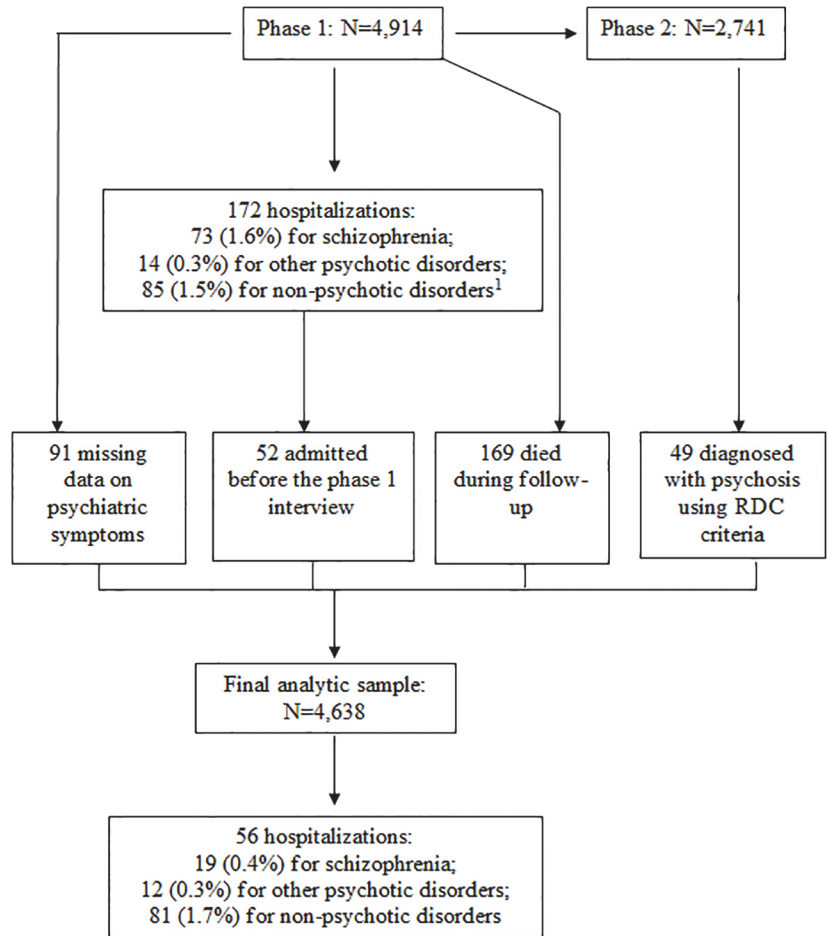 Phase 1: N=4,914
Phase 2: N=2,741
172 hospitalizations:
73 (1.6%) for schizophrenia;
14 (0.3%) for other psychotic disorders;
85 (1.5%) for non-psychotic disorders1
91 missing
data on
psychiatric
symptoms
52 admitted
before the phase 1
interview
169 died
during follow-
up
49 diagnosed
with psychosis
using RDC
criteria
Final analytic sample:
N=4,638
56 hospitalizations:
19 (0.4%) for schizophrenia;
12 (0.3%) for other psychotic disorders;
81 (1.7%) for non-psychotic disorders